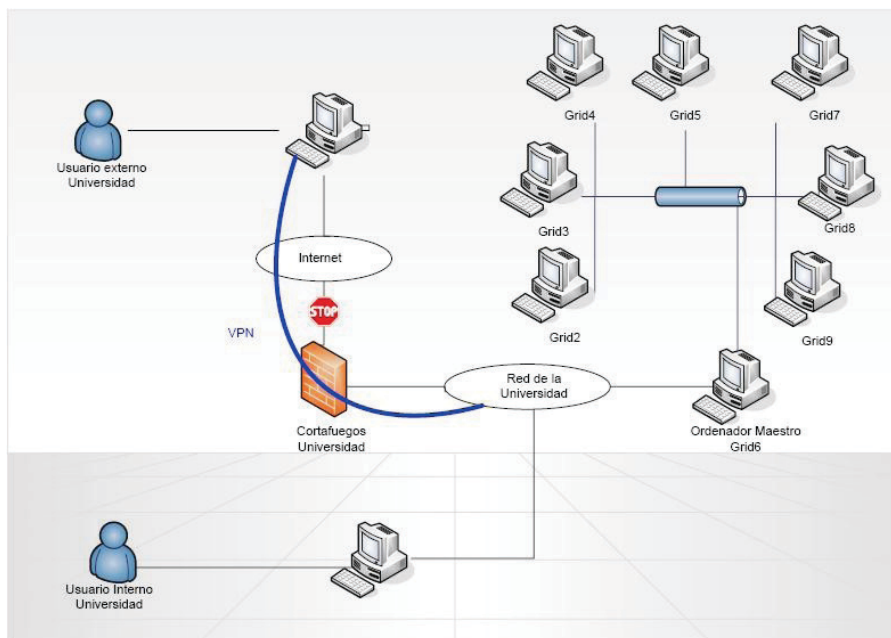 Grid4
Grid5
Grid7
Usuario externo
Universidad
Grid3
Grid8
Internet
STOP
VPN
Grid2
Grid9
Red de la
Universidad
Cortafuegos
Universidad
Ordenador Maestro
Grid6
Usuario Interno
Universidad